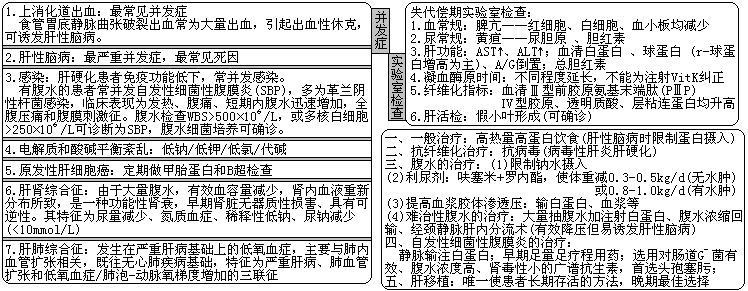 1.上消化道出血：最常见并发症
食管胃底静脉曲张破裂出血常为大量出血，引起出血性休克，
可诱发肝性脑病。
2.肝性脑病：最严重并发症，最常见死因
3.感染：肝硬化患者免疫功能低下，常并发感染。
有腹水的患者常并发自发性细菌性腹膜炎(SBP)，多为革兰阴
性杆菌感染，临床表现为发热、腹痛、短期内腹水迅速增加，全
腹压痛和腹膜刺激征。腹水检查WBS>500×10⁶/L，或多核白细胞
>250×10⁶/L可诊断为SBP，腹水细菌培养可确诊。
4.电解质和酸碱平衡紊乱：低钠/低钾/低氯/代碱
5.原发性肝细胞癌：定期做甲胎蛋白和B超检查
6.肝肾综合征：由于大量腹水，有效血容量减少，肾内血液重新
分布所致，是一种功能性肾衰，早期肾脏无器质性损害、具有可
逆性。其特征为尿量减少、氮质血症、稀释性低钠、尿钠减少
(<10mmol/L)
7.肝肺综合征：发生在严重肝病基础上的低氧血症，主要与肺内
血管扩张相关，既往无心肺疾病基础，特征为严重肝病、肺血管
扩张和低氧血症/肺泡-动脉氧梯度增加的三联征
并发症
实验室检查
失代偿期实验室检查：
1.血常规：脾亢——红细胞、白细胞、血小板均减少
2.尿常规：黄疸——尿胆原 、胆红素
3.肝功能：AST↑、ALT↑；血清白蛋白 、球蛋白 (r-球蛋
白增高为主)、A/G倒置；总胆红素
4.凝血酶原时间：不同程度延长，不能为注射VitK纠正
5.纤维化指标：血清Ⅲ型前胶原氨基末端肽(PⅢP)
Ⅳ型胶原、透明质酸、层粘连蛋白均升高
6.肝活检：假小叶形成(可确诊)
一、一般治疗：高热量高蛋白饮食(肝性脑病时限制蛋白摄入)
二、抗纤维化治疗：抗病毒(病毒性肝炎肝硬化)
三、腹水的治疗：(1)限制钠水摄入
(2)利尿剂：呋塞米+罗内酯，使体重减0.3-0.5kg/d(无水肿)
或0.8-1.0kg/d(有水肿)
(3)提高血浆胶体渗透压：输白蛋白、血浆等
(4)难治性腹水的治疗：大量抽腹水加注射白蛋白、腹水浓缩回
输、经颈静脉肝内分流术(有效降压但易诱发肝性脑病)
四、自发性细菌性腹膜炎的治疗：
静脉输注白蛋白；早期足量足疗程用药；选用对肠道G⁻菌有
效、腹水浓度高、肾毒性小的广谱抗生素，首选头孢塞肟；
五、肝移植：唯一使患者长期存活的方法，晚期最佳选择